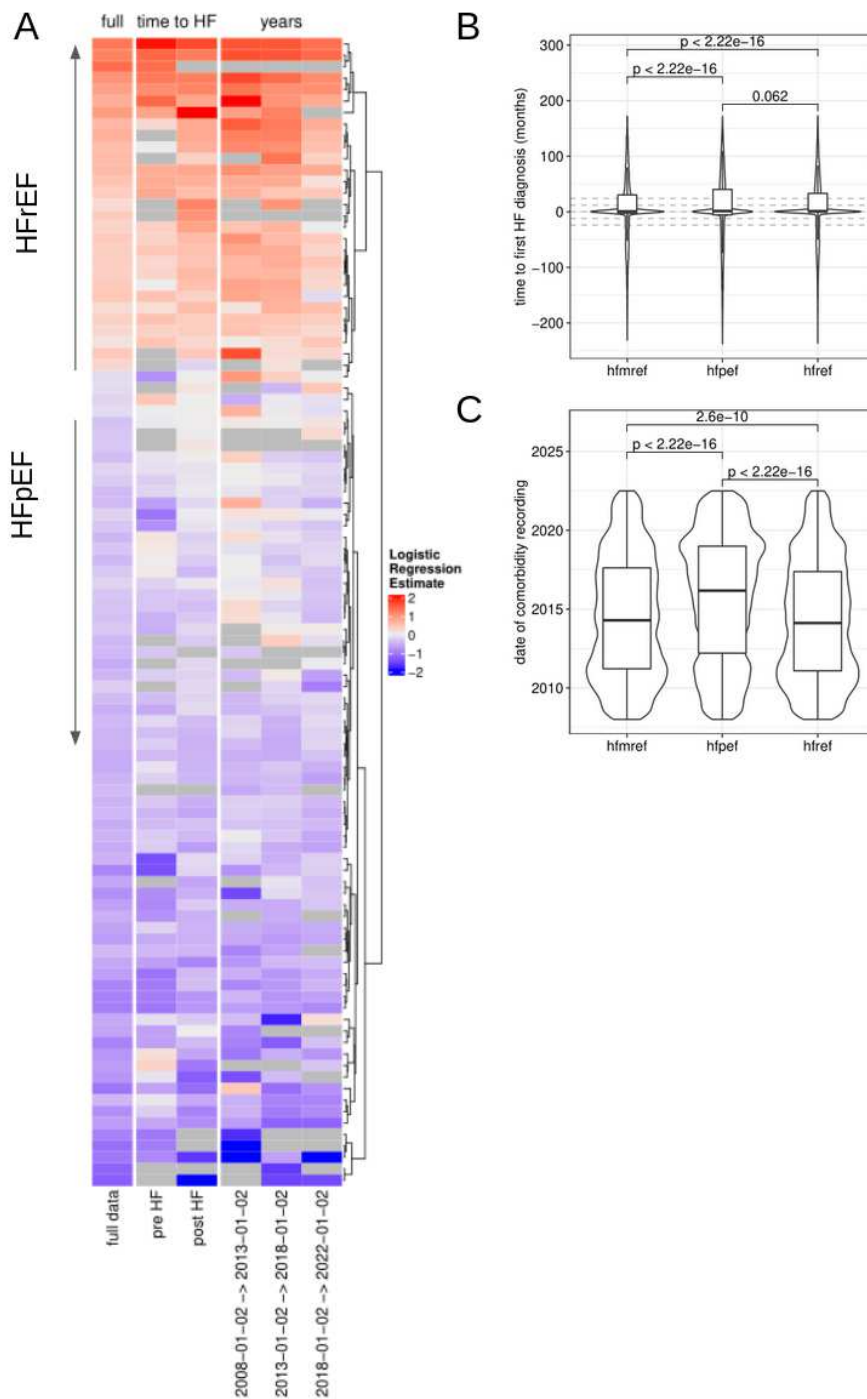 A
full time to HF years
HFrEF
HFpEF
Logistic
Regression
Estimate
2
1
0
-1
-2
full data
pre HF
post HF
2008-01-02 -> 2013-01-02
2013-01-02 -> 2018-01-02
2018-01-02 -> 2022-01-02
B
time to first HF diagnosis (months)
300
200
100
0
-100
-200
p < 2.22e-16
p < 2.22e-16
0.062
hfmref hfpef hfref
C
date of comorbidity recording
2025
2020
2015
2010
2.6e-10
p < 2.22e-16
p < 2.22e-16
hfmref hfpef hfref